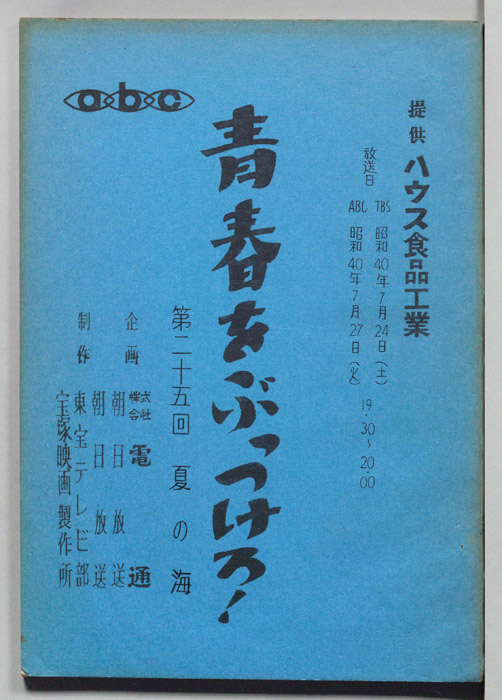 abc
提供 ハウス食品工業
放送日
TBS 昭和40年7月24日(土)
ABC 昭和40年7月27日(火)
19.30〜20.00
青春をぶっつけろ!
第二十五回 夏の海
企画 株式会社 電通
朝日放送
制作 朝日放送
東宝テレビ部
宝塚映画製作所